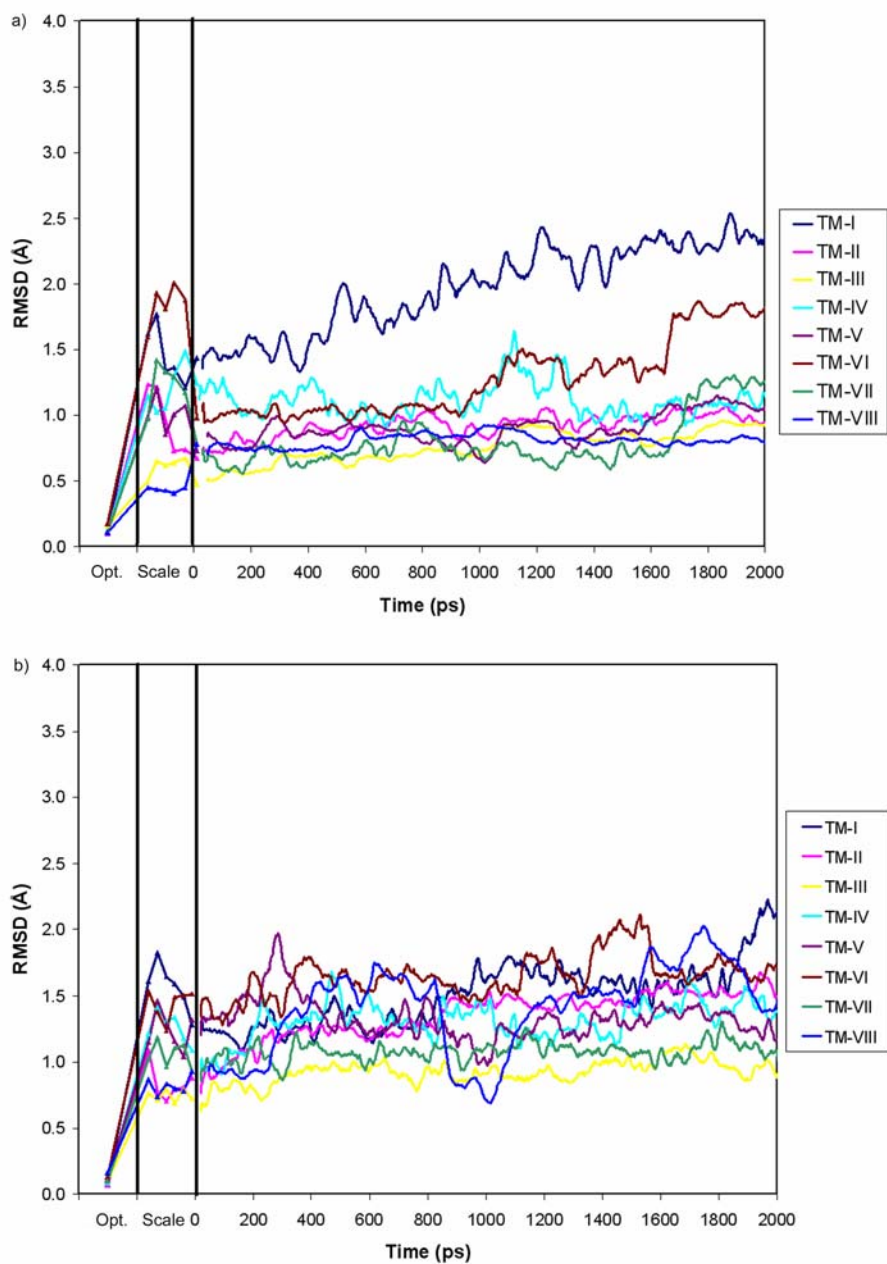 a)
4.0
3.5
3.0
2.5
2.0
1.5
1.0
0.5
0.0
RMSD (Å)
Opt. Scale 0 200 400 600 800 1000 1200 1400 1600 1800 2000
Time (ps)
TM-I
TM-II
TM-III
TM-IV
TM-V
TM-VI
TM-VII
TM-VIII
b)
4.0
3.5
3.0
2.5
2.0
1.5
1.0
0.5
0.0
RMSD (Å)
Opt. Scale 0 200 400 600 800 1000 1200 1400 1600 1800 2000
Time (ps)
TM-I
TM-II
TM-III
TM-IV
TM-V
TM-VI
TM-VII
TM-VIII